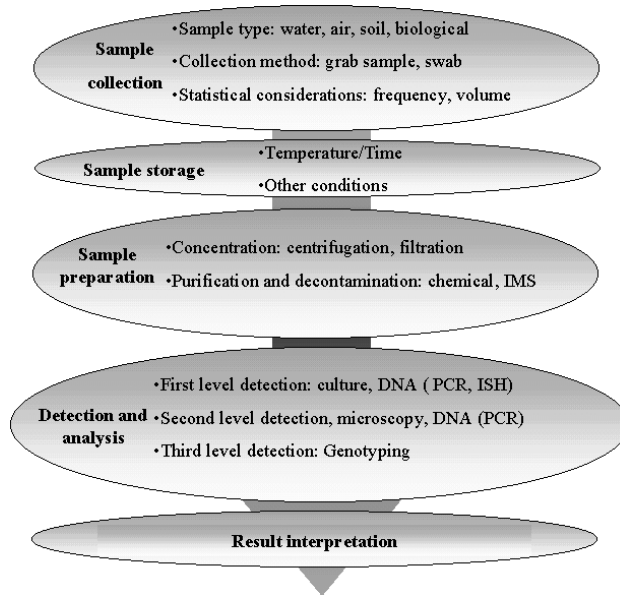 Sample collection
•Sample type: water, air, soil, biological
•Collection method: grab sample, swab
•Statistical considerations: frequency, volume
Sample storage
•Temperature/Time
•Other conditions
Sample preparation
•Concentration: centrifugation, filtration
•Purification and decontamination: chemical, IMS
Detection and analysis
•First level detection: culture, DNA ( PCR, ISH)
•Second level detection, microscopy, DNA (PCR)
•Third level detection: Genotyping
Result interpretation